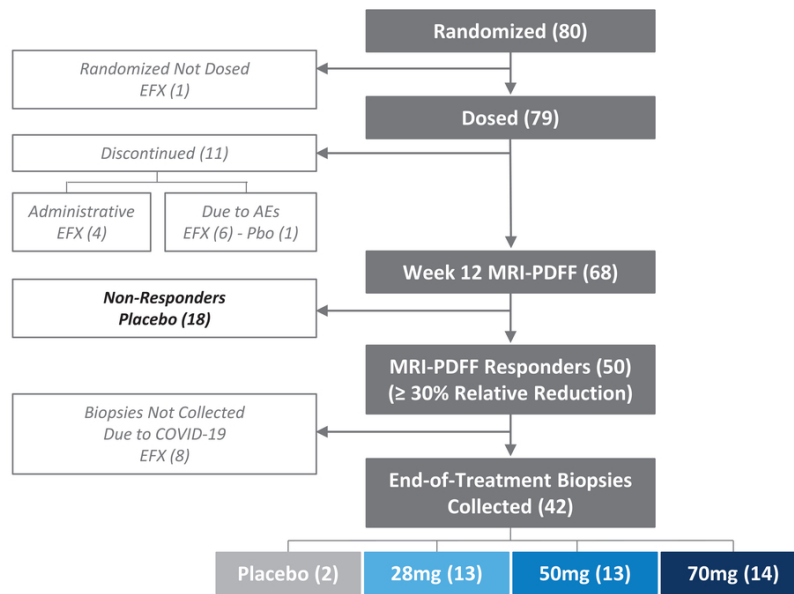 Randomized (80)
Randomized Not Dosed
EFX (1)
Dosed (79)
Discontinued (11)
Administrative
EFX (4)
Due to AEs
EFX (6) - Pbo (1)
Week 12 MRI-PDFF (68)
Non-Responders
Placebo (18)
MRI-PDFF Responders (50)
(≥ 30% Relative Reduction)
Biopsies Not Collected
Due to COVID-19
EFX (8)
End-of-Treatment Biopsies
Collected (42)
Placebo (2)
28mg (13)
50mg (13)
70mg (14)